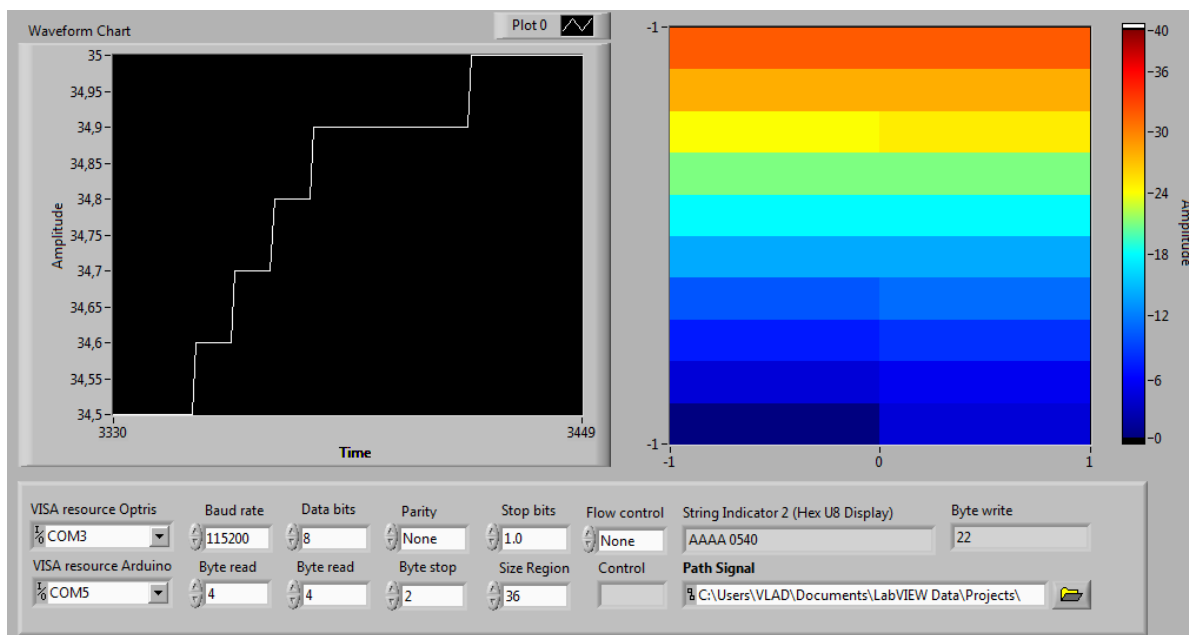 Waveform Chart
Plot 0
35
34,95
34,9
34,85
34,8
34,75
34,7
34,65
34,6
34,55
34,5
Amplitude
3330
3449
Time
-1
-1
-1
0
1
40
36
30
24
18
12
6
0
Amplitude
VISA resource Optris
Baud rate
Data bits
Parity
Stop bits
Flow control
String Indicator 2 (Hex U8 Display)
Byte write
COM3
115200
8
None
1.0
None
AAAA 0540
22
VISA resource Arduino
Byte read
Byte read
Byte stop
Size Region
Control
Path Signal
COM5
4
4
2
36
C:\Users\VLAD\Documents\LabVIEW Data\Projects\